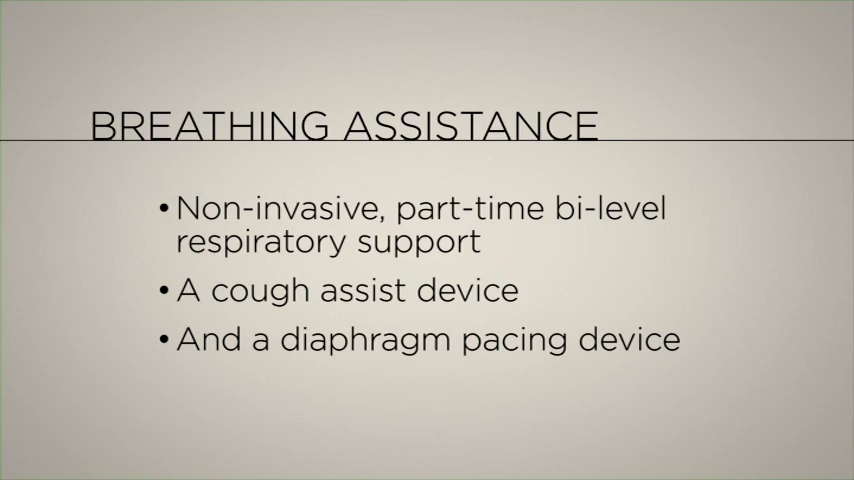 BREATHING ASSISTANCE
• Non-invasive, part-time bi-level
respiratory support
• A cough assist device
• And a diaphragm pacing device